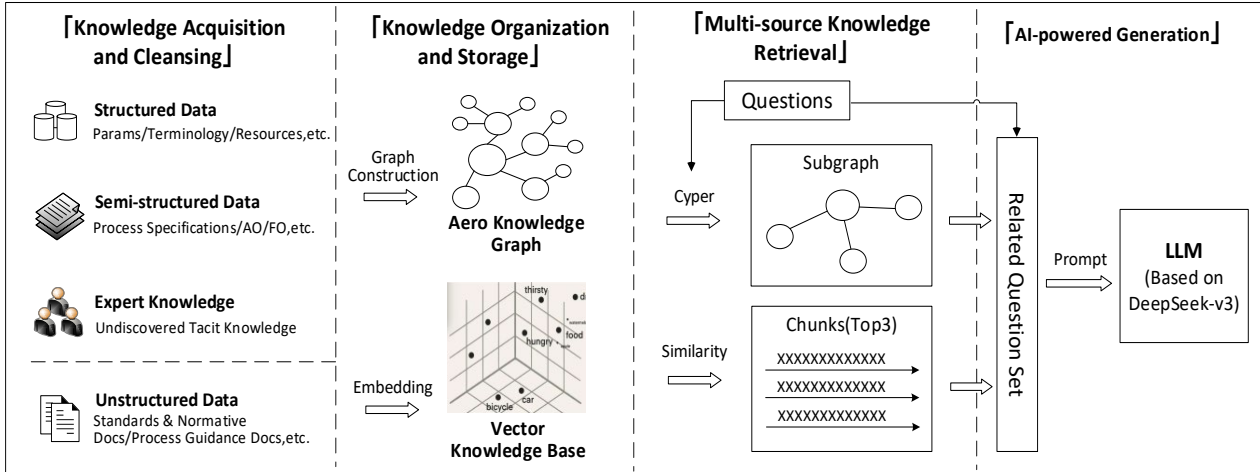 「Knowledge Acquisition
and Cleansing」
Structured Data
Params/Terminology/Resources,etc.
Semi-structured Data
Process Specifications/AO/FO,etc.
Expert Knowledge
Undiscovered Tacit Knowledge
Unstructured Data
Standards & Normative
Docs/Process Guidance Docs,etc.
「Knowledge Organization
and Storage」
Graph
Construction
Aero Knowledge
Graph
Embedding
thirsty
di
food
hungry
car
bicycle
Vector
Knowledge Base
「Multi-source Knowledge
Retrieval」
Questions
Cyper
Subgraph
Similarity
Chunks(Top3)
XXXXXXXXXXXXX
XXXXXXXXXXXXX
XXXXXXXXXXXXX
「AI-powered Generation」
Related Question Set
Prompt
LLM
(Based on
DeepSeek-v3)